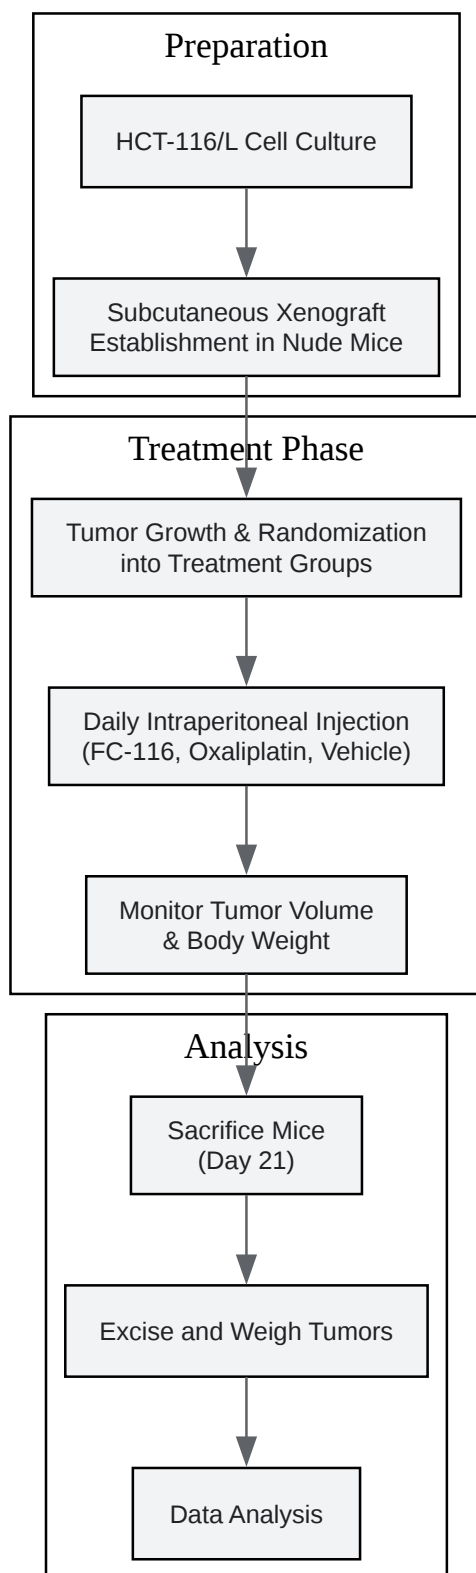 Preparation
HCT-116/L Cell Culture
Subcutaneous Xenograft
Establishment in Nude Mice
Treatment Phase
Tumor Growth & Randomization
into Treatment Groups
Daily Intraperitoneal Injection
(FC-116, Oxaliplatin, Vehicle)
Monitor Tumor Volume
& Body Weight
Analysis
Sacrifice Mice
(Day 21)
Excise and Weigh Tumors
Data Analysis